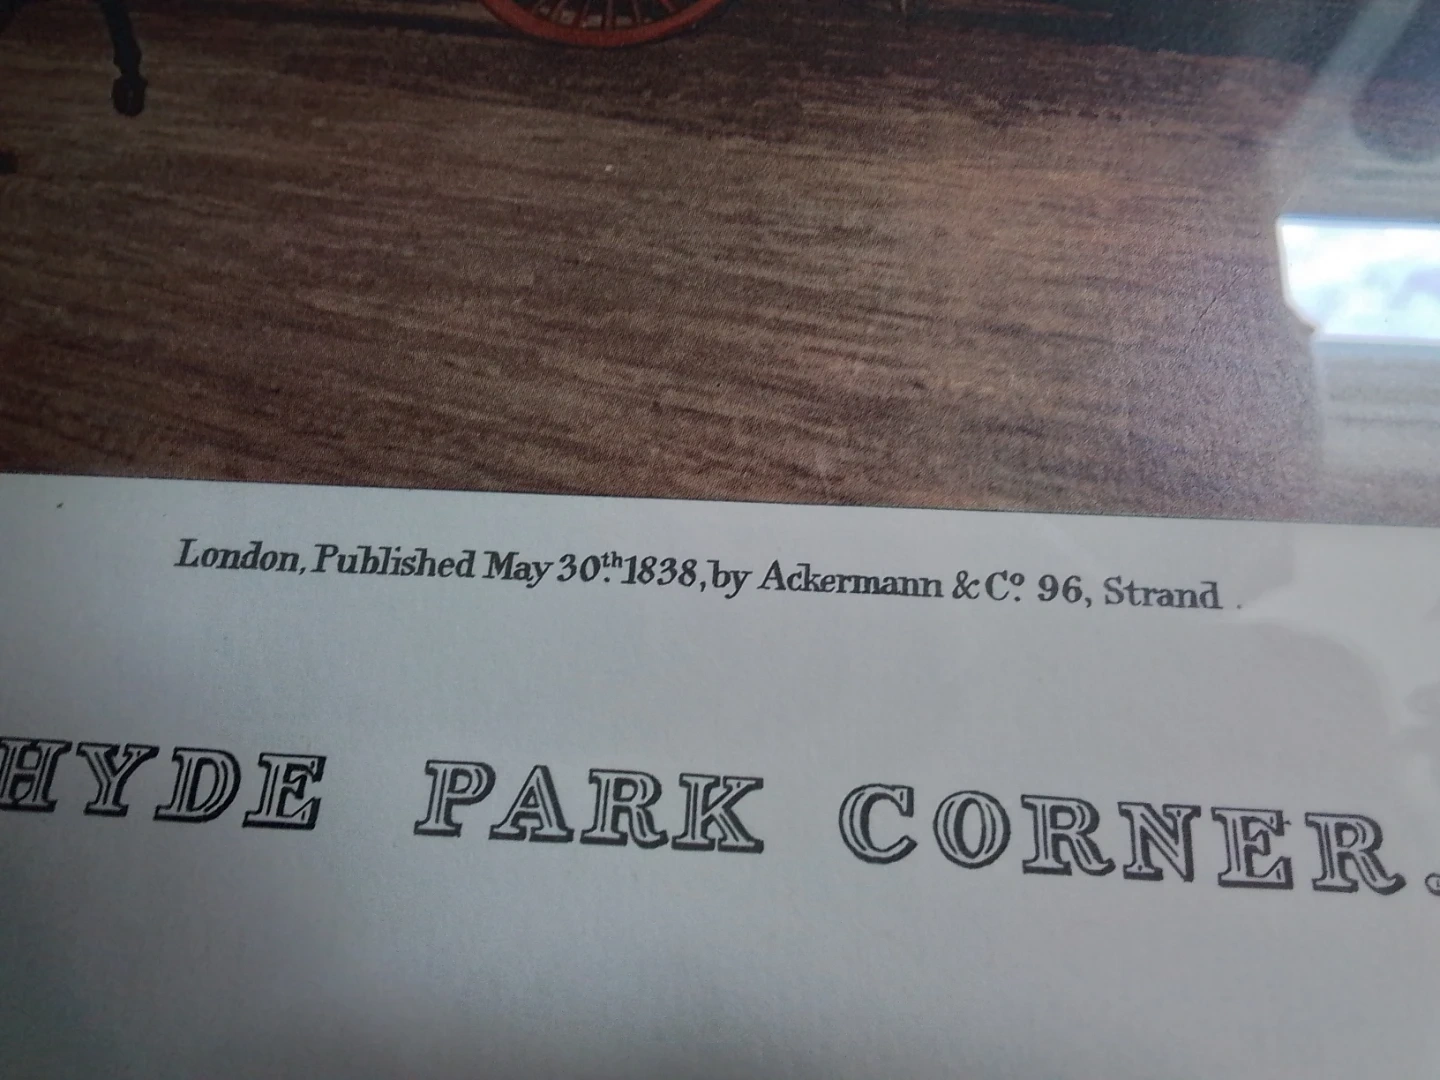 London, Published May 30th. 1838, by Ackermann & Co. 96, Strand.
HYDE PARK CORNER.